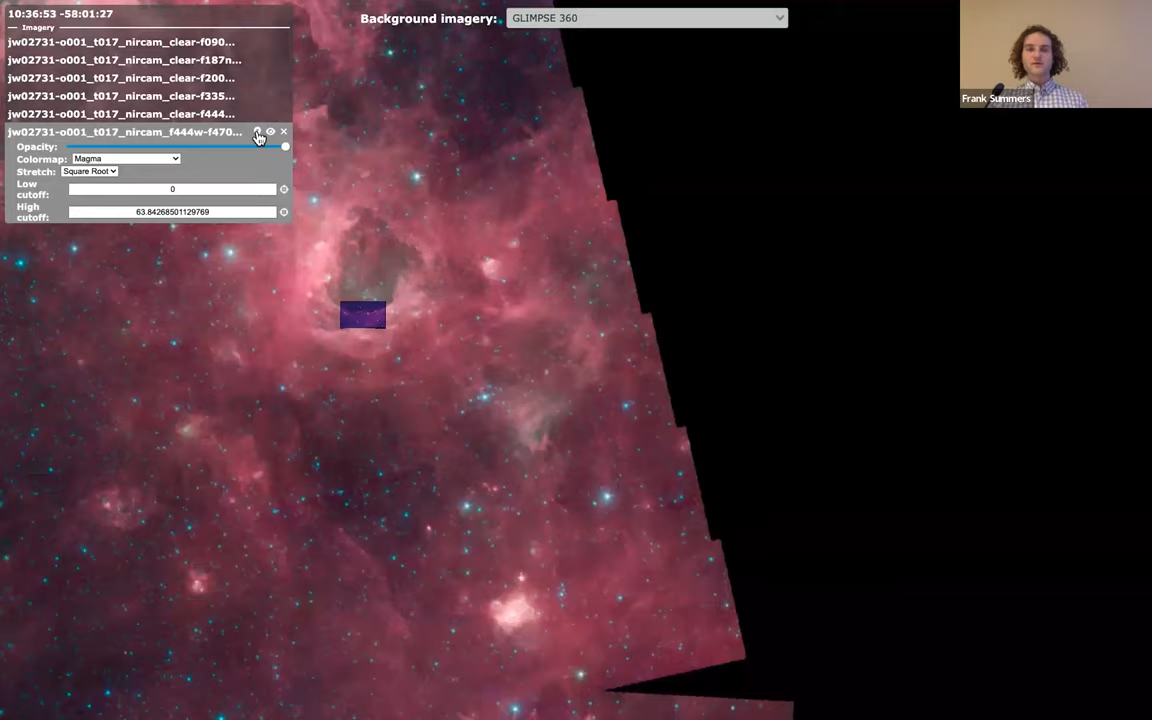 10:36:53 -58:01:27
Imagery
jw02731-o001_t017_nircam_clear-f090...
jw02731-o001_t017_nircam_clear-f187n...
jw02731-o001_t017_nircam_clear-f200...
jw02731-o001_t017_nircam_clear-f335...
jw02731-o001_t017_nircam_clear-f444...
jw02731-o001_t017_nircam_f444w-f470...
Opacity:
Colormap: Magma
Stretch: Square Root
Low cutoff: 0
High cutoff: 63.84268501129769
Background imagery: GLIMPSE 360
Frank Summers